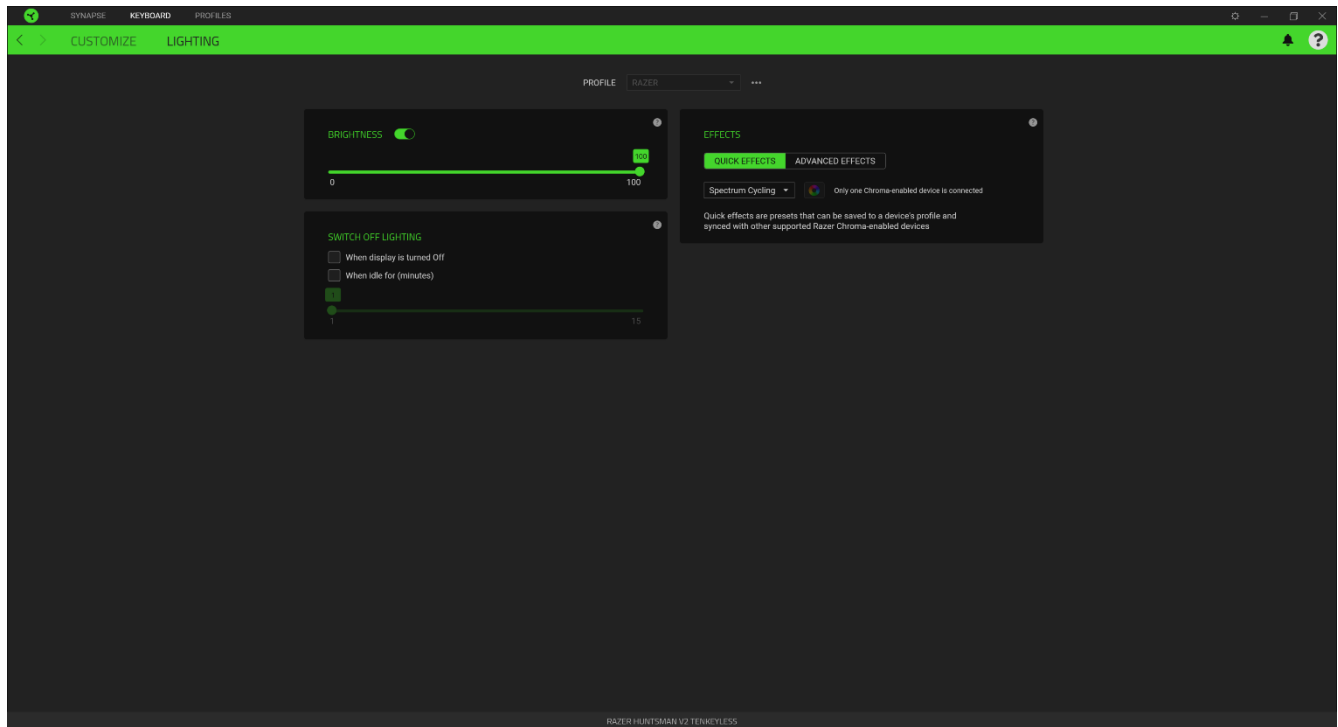 SYNAPSE KEYBOARD PROFILES
CUSTOMIZE LIGHTING ?
PROFILE RAZER •••
BRIGHTNESS
100
0 100
SWITCH OFF LIGHTING
When display is turned Off
When idle for (minutes)
1
1 15
EFFECTS
QUICK EFFECTS ADVANCED EFFECTS
Spectrum Cycling Only one Chroma-enabled device is connected
Quick effects are presets that can be saved to a device's profile and
synced with other supported Razer Chroma-enabled devices
RAZER HUNTSMAN V2 TENKEYLESS